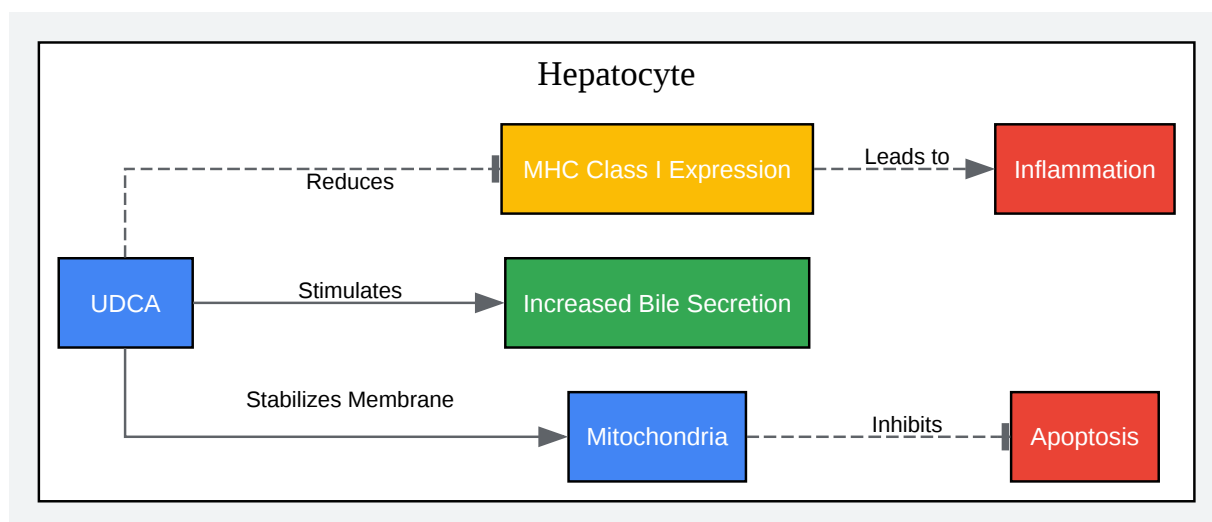 Hepatocyte
MHC Class I Expression
Leads to
Inflammation
Reduces
UDCA
Stimulates
Increased Bile Secretion
Stabilizes Membrane
Mitochondria
Inhibits
Apoptosis